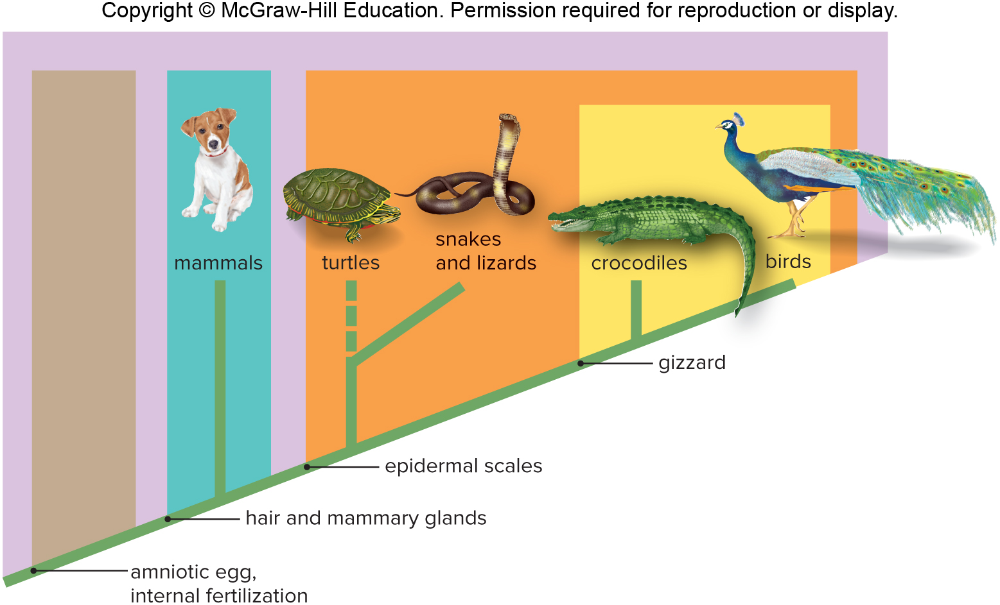 Copyright © McGraw-Hill Education. Permission required for reproduction or display.
mammals
turtles
snakes
and lizards
crocodiles
birds
gizzard
epidermal scales
hair and mammary glands
amniotic egg,
internal fertilization